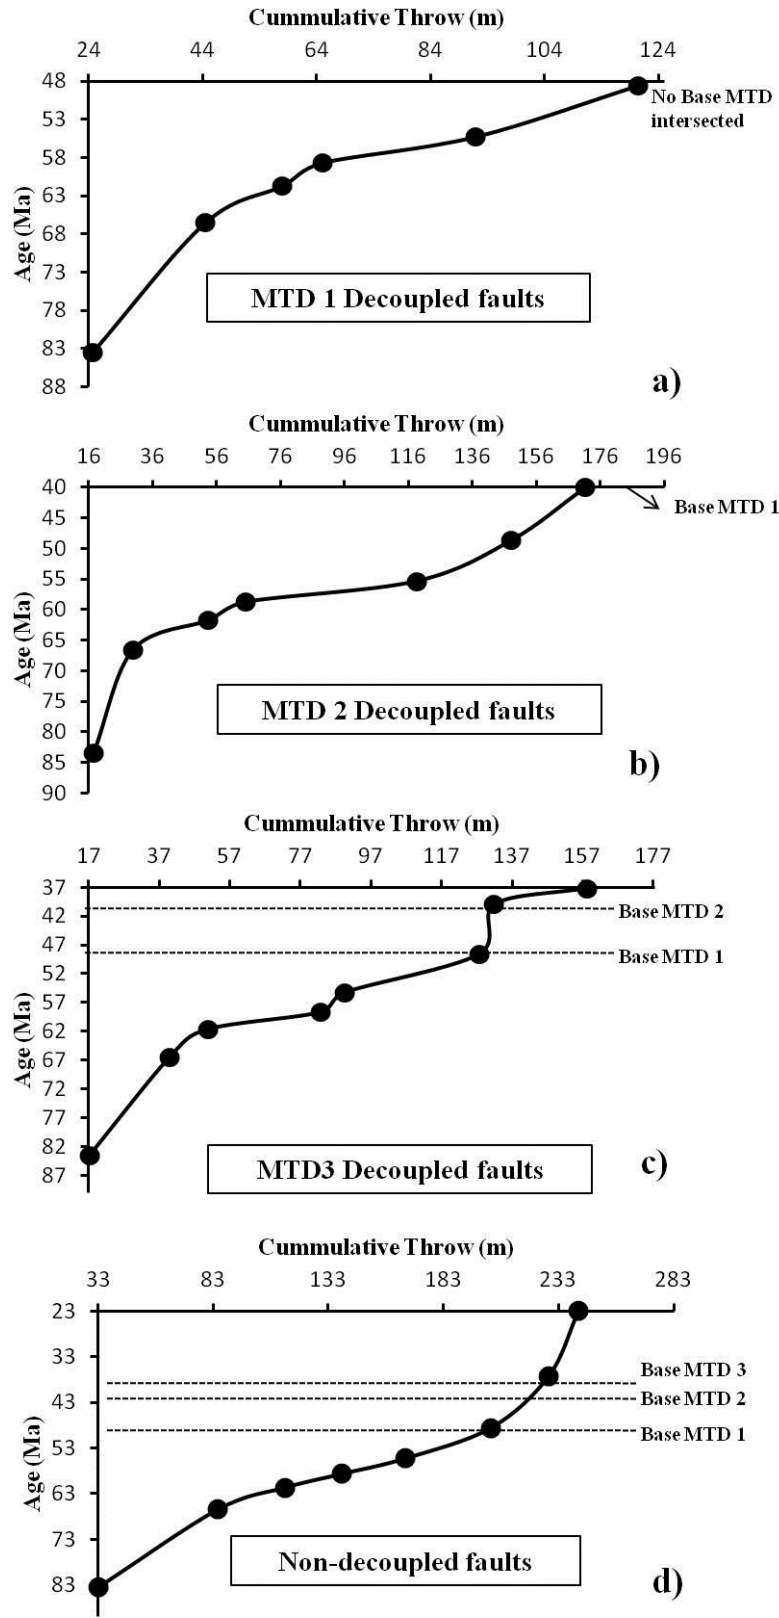 Cummulative Throw (m)
24 44 64 84 104 124
48
No Base MTD
intersected
53
58
63
68
73
78
83
88
Age (Ma)
MTD 1 Decoupled faults
a)
Cummulative Throw (m)
16 36 56 76 96 116 136 156 176 196
40
Base MTD 1
45
50
55
60
65
70
75
80
85
90
Age (Ma)
MTD 2 Decoupled faults
b)
Cummulative Throw (m)
17 37 57 77 97 117 137 157 177
37
42
Base MTD 2
47
Base MTD 1
52
57
62
67
72
77
82
87
Age (Ma)
MTD3 Decoupled faults
c)
Cummulative Throw (m)
33 83 133 183 233 283
23
33
Base MTD 3
43
Base MTD 2
Base MTD 1
53
63
73
83
Age (Ma)
Non-decoupled faults
d)